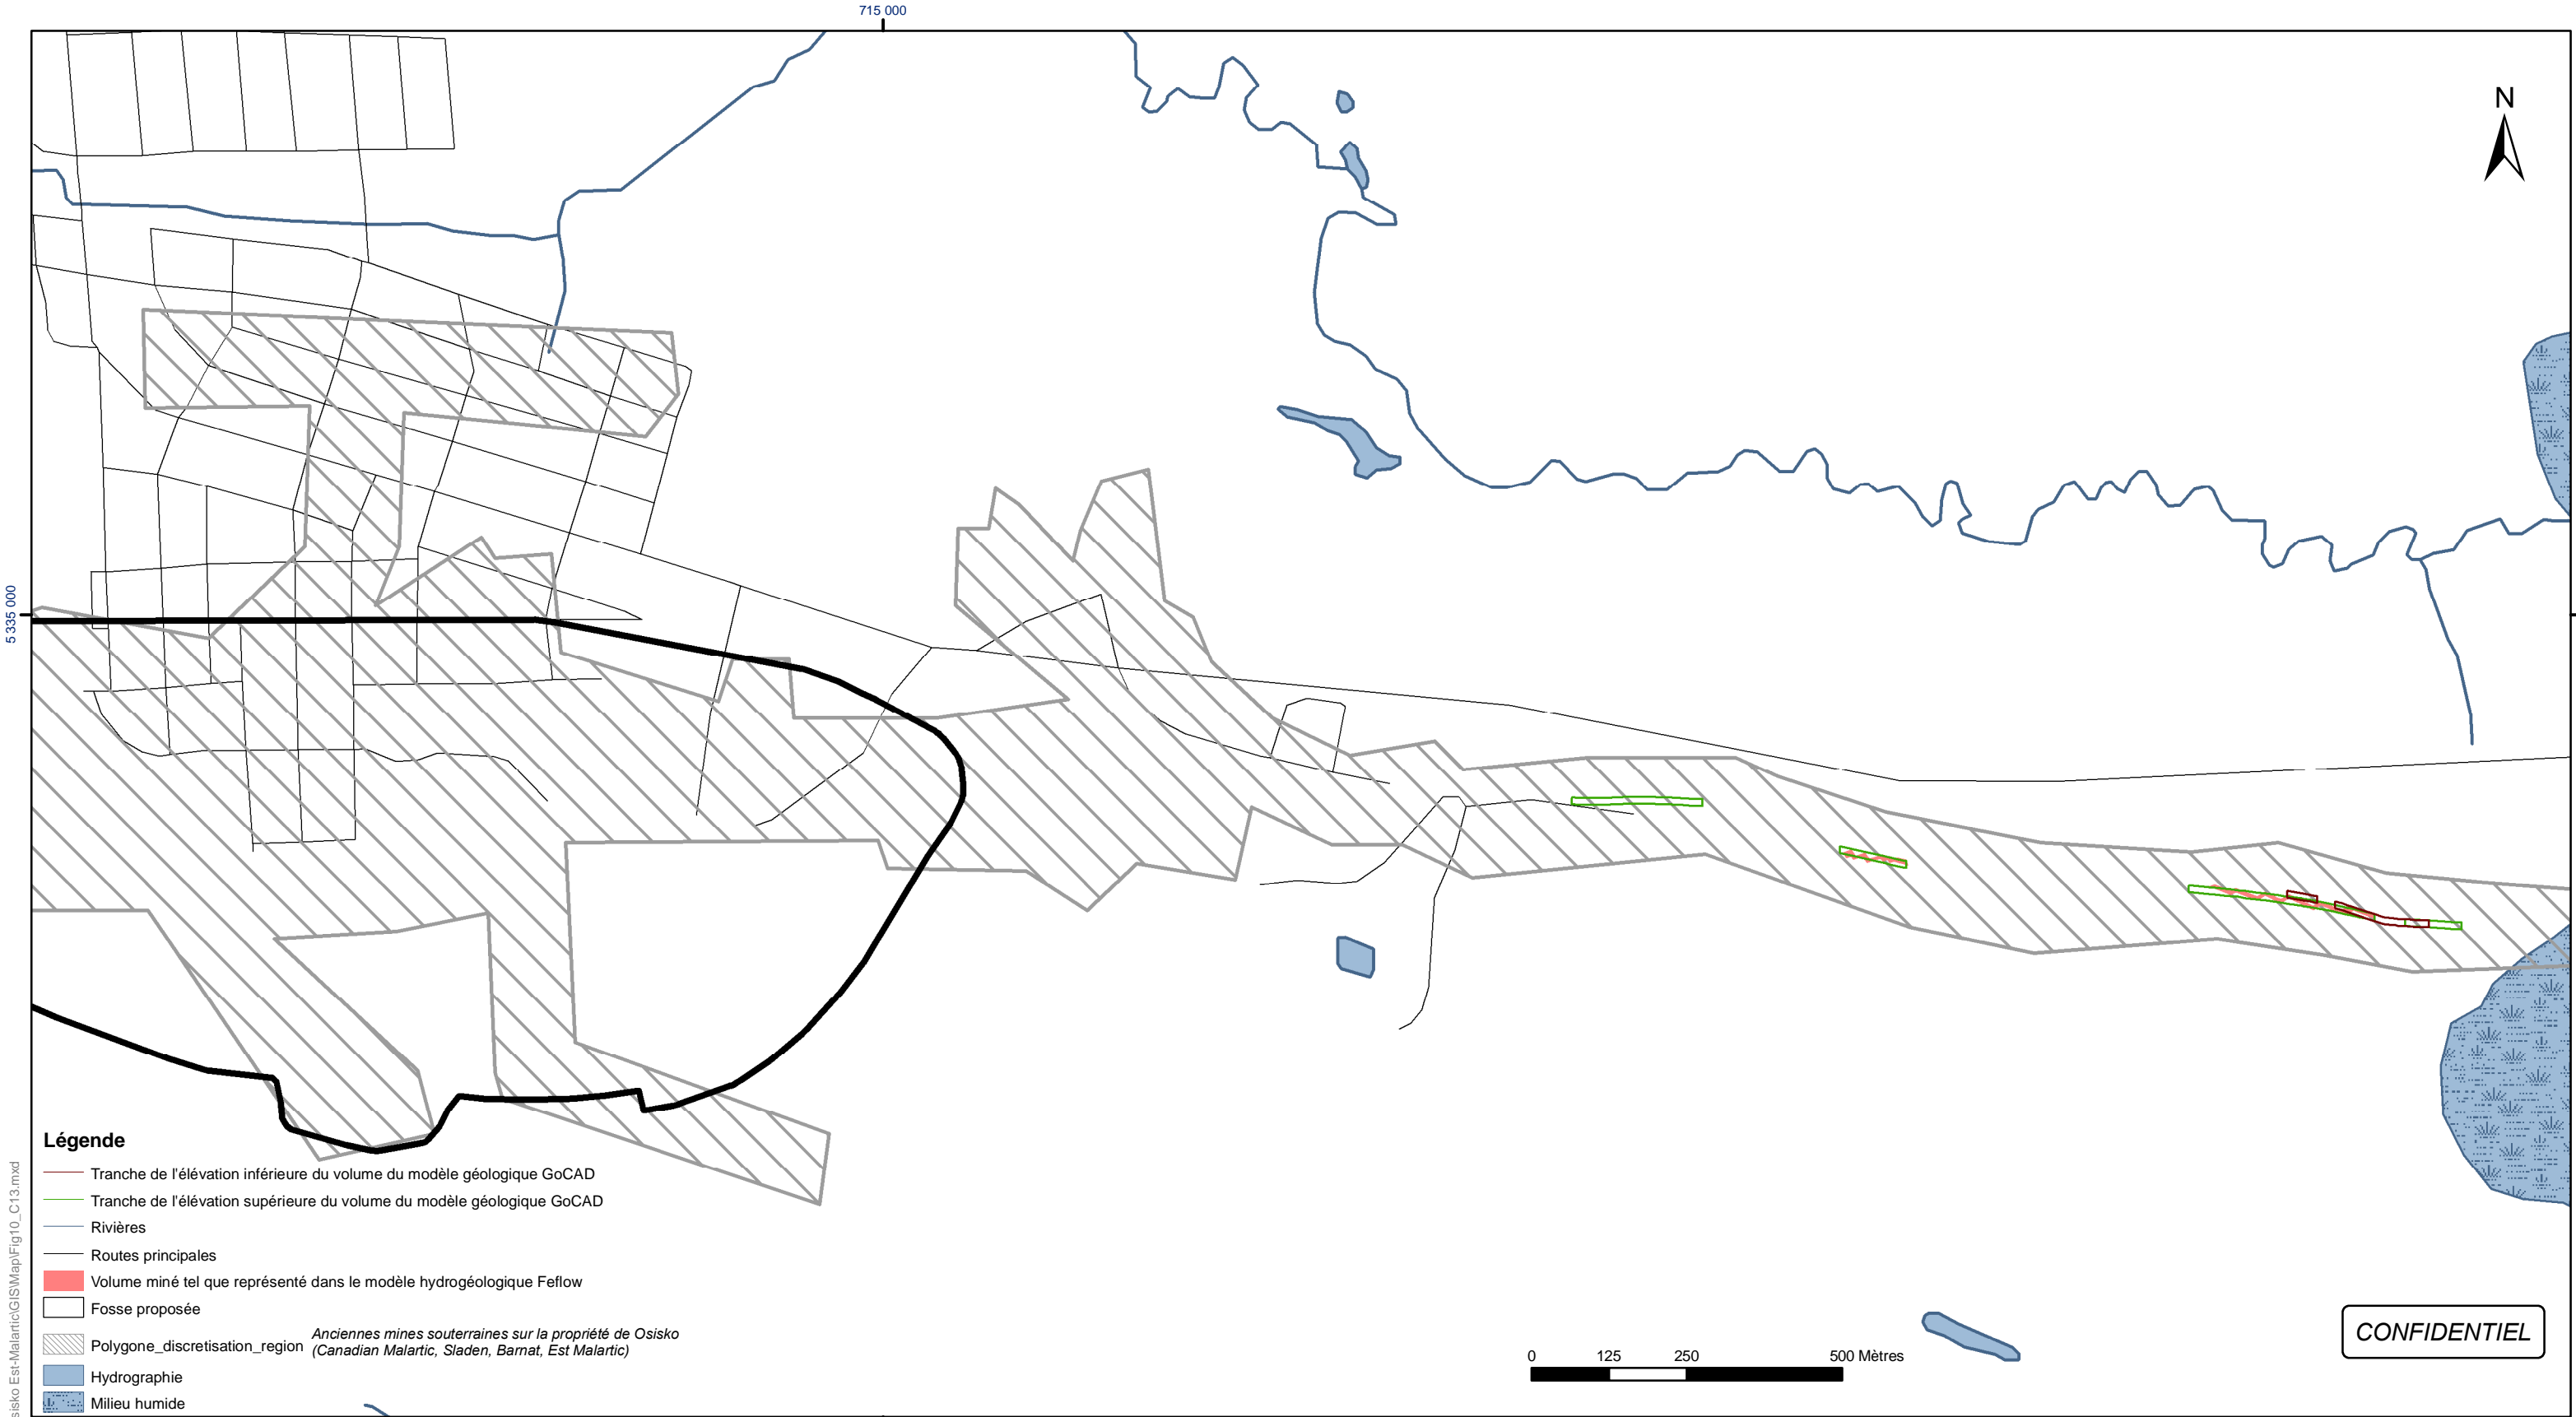 715 000
N
5 335 000
Légende
Tranche de l'élévation inférieure du volume du modèle géologique GoCAD
Tranche de l'élévation supérieure du volume du modèle géologique GoCAD
Rivières
Routes principales
Volume miné tel que représenté dans le modèle hydrogéologique Feflow
Fosse proposée
Polygone_discretisation_region
Anciennes mines souterraines sur la propriété de Osisko
(Canadian Malartic, Sladen, Barnat, Est Malartic)
Hydrographie
Milieu humide
0 125 250 500 Mètres
CONFIDENTIEL
sisko Est-Malartic\GIS\Map\Fig10_C13.mxd